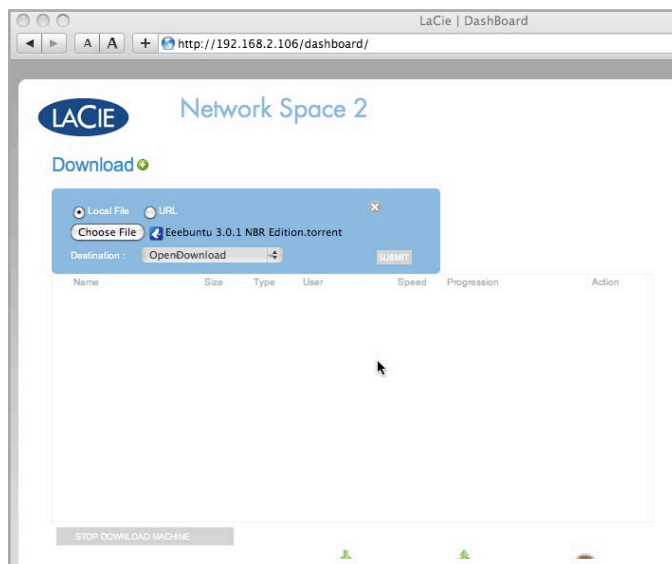 LaCie | DashBoard
A A + http://192.168.2.106/dashboard/
LACIE
Network Space 2
Download
Local File URL
Choose File Eeebuntu 3.0.1 NBR Edition.torrent
Destination : OpenDownload SUBMIT
Name Size Type User Speed Progression Action
STOP DOWNLOAD MACHINE